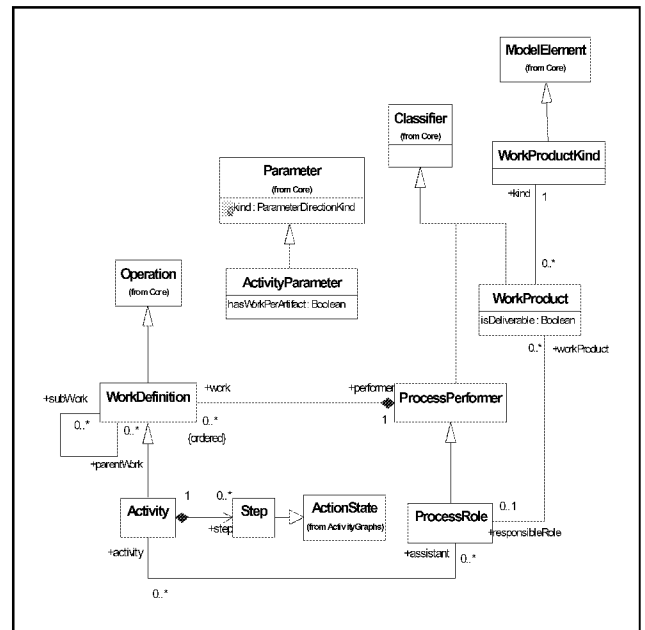 ModelElement
(from Core)
Classifier
(from Core)
WorkProductKind
+kind
1
Parameter
(from Core)
kind : ParameterDirectionKind
0..*
Operation
(from Core)
ActivityParameter
hasWorkPerArtifact : Boolean
WorkProduct
isDeliverable : Boolean
0..*
+workProduct
+subWork
WorkDefinition
+work
+performer
ProcessPerformer
0..*
0..*
0..*
1
{ordered}
+parentWork
1
0..*
Activity
Step
ActionState
(from ActivityGraphs)
ProcessRole
0..1
+step
+responsibleRole
+activity
+assistant
0..*
0..*